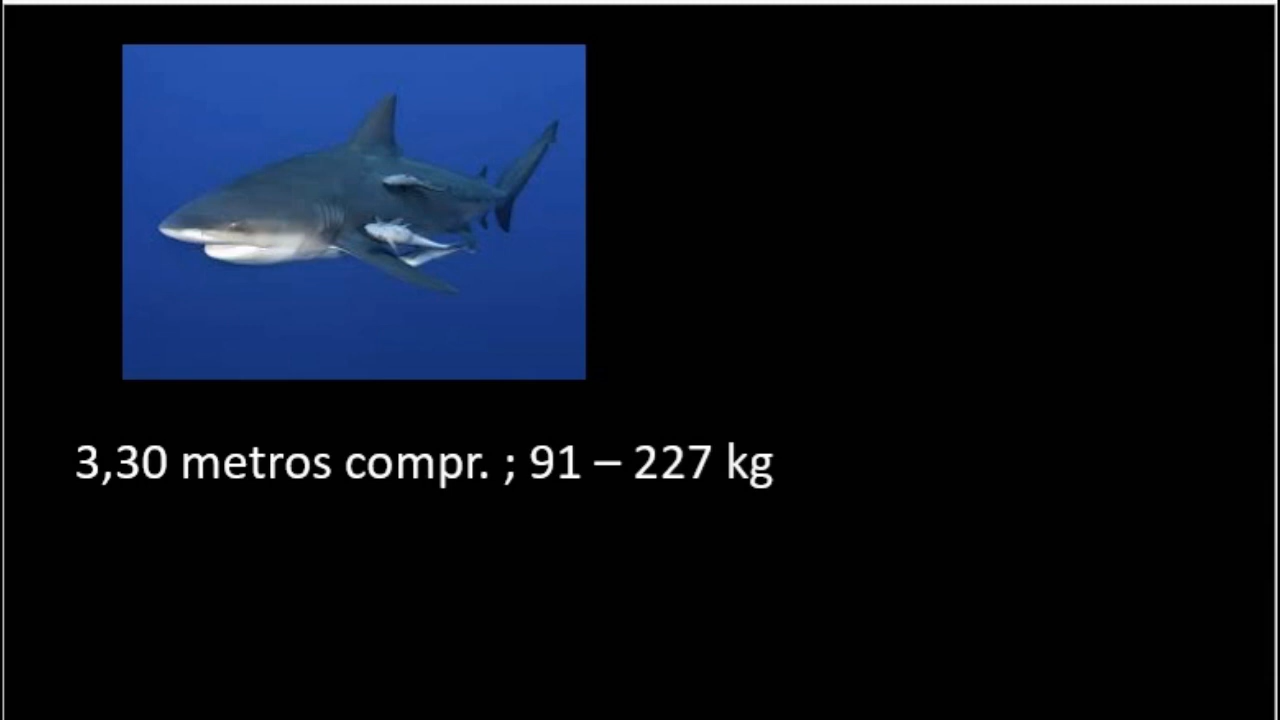 3,30 metros compr. ; 91 – 227 kg